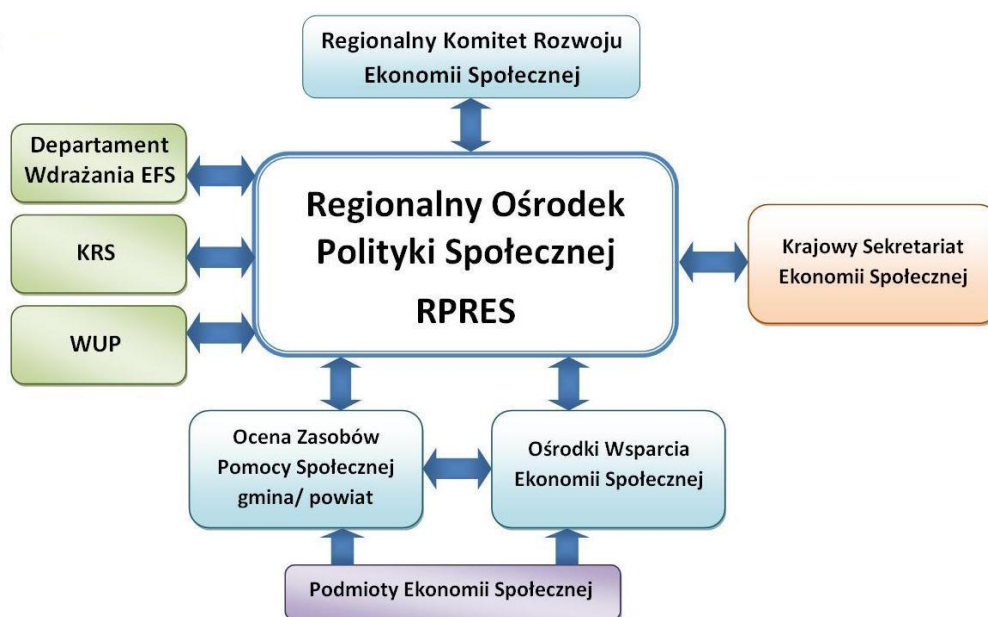 Regionalny Komitet Rozwoju
Ekonomii Społecznej
Departament
Wdrażania EFS
KRS
WUP
Regionalny Ośrodek
Polityki Społecznej
RPRES
Krajowy Sekretariat
Ekonomii Społecznej
Ocena Zasobów
Pomocy Społecznej
gmina/ powiat
Ośrodki Wsparcia
Ekonomii Społecznej
Podmioty Ekonomii Społecznej